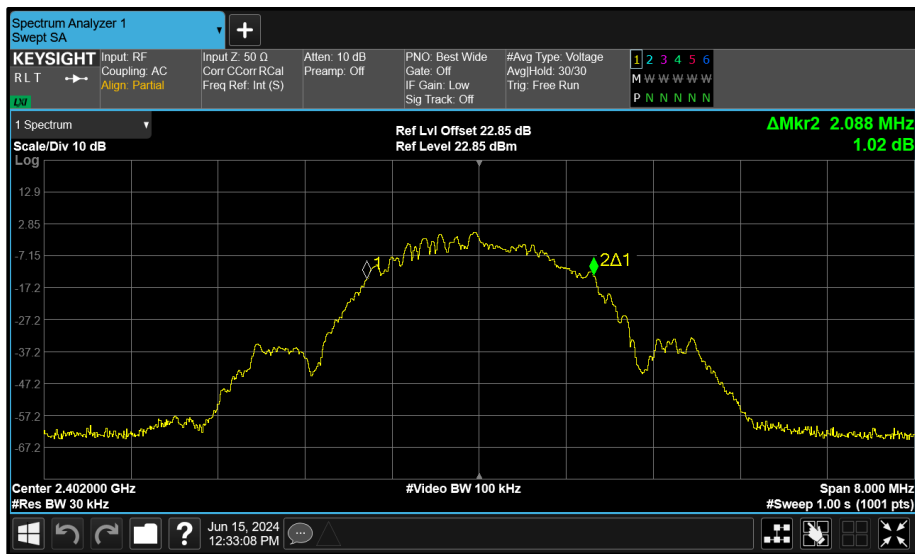 Spectrum Analyzer 1
Swept SA
+
KEYSIGHT
R L T
LXI
Input: RF
Coupling: AC
Align: Partial
Input Z: 50 Ω
Corr CCorr RCal
Freq Ref: Int (S)
Atten: 10 dB
Preamp: Off
PNO: Best Wide
Gate: Off
IF Gain: Low
Sig Track: Off
#Avg Type: Voltage
Avg|Hold: 30/30
Trig: Free Run
1 2 3 4 5 6
M W W W W W
P N N N N N
1 Spectrum
Scale/Div 10 dB
Ref Lvl Offset 22.85 dB
Ref Level 22.85 dBm
ΔMkr2 2.088 MHz
1.02 dB
Log
12.9
2.85
-7.15
-17.2
-27.2
-37.2
-47.2
-57.2
-67.2
1
2Δ1
Center 2.402000 GHz
#Res BW 30 kHz
#Video BW 100 kHz
Span 8.000 MHz
#Sweep 1.00 s (1001 pts)
?
Jun 15, 2024
12:33:08 PM